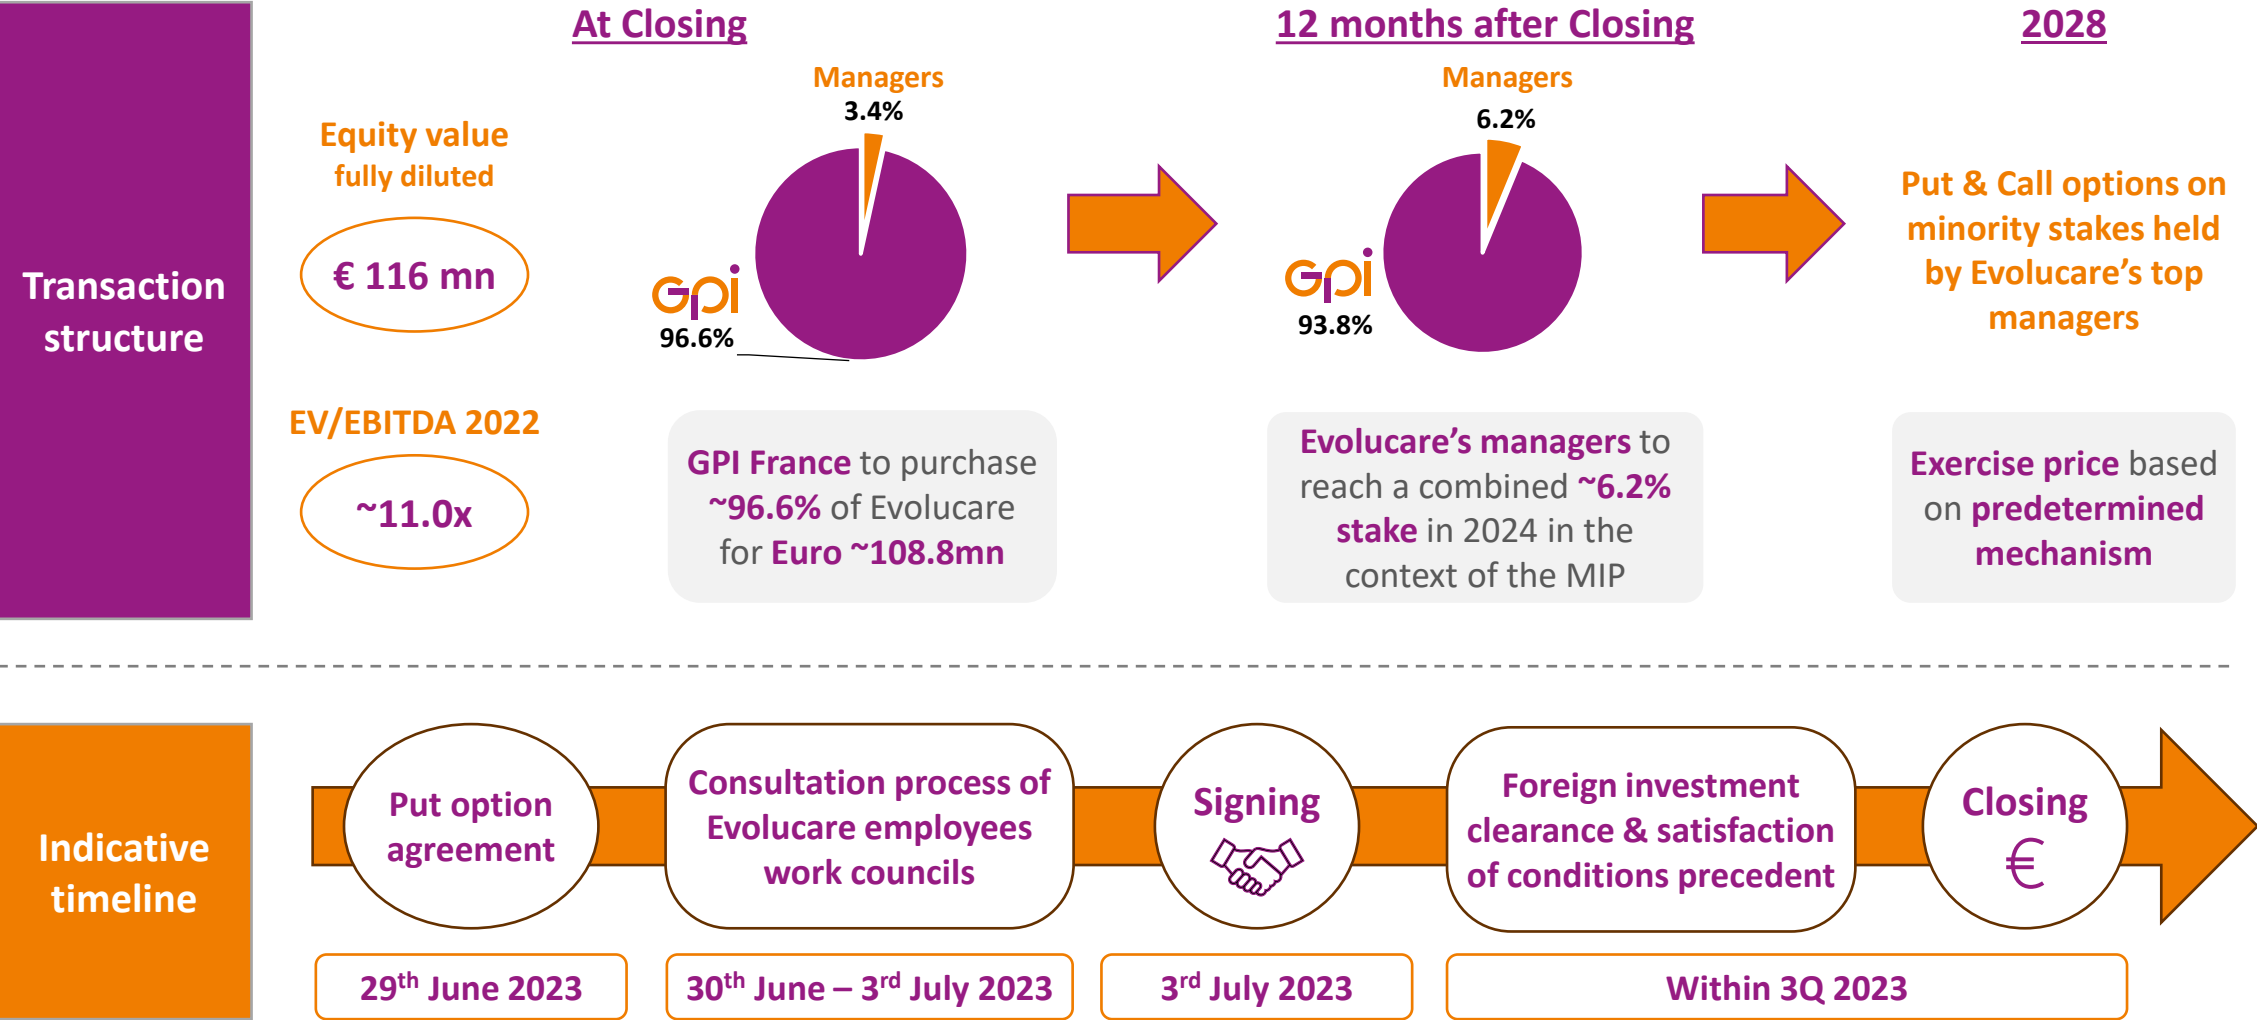 Transaction
structure
At Closing
Equity value
fully diluted
€ 116 mn
EV/EBITDA 2022
~11.0x
Managers
3.4%
Gpi
96.6%
GPI France to purchase
~96.6% of Evolucare
for Euro ~108.8mn
12 months after Closing
Managers
6.2%
Gpi
93.8%
Evolucare’s managers to
reach a combined ~6.2%
stake in 2024 in the
context of the MIP
2028
Put & Call options on
minority stakes held
by Evolucare’s top
managers
Exercise price based
on predetermined
mechanism
Indicative
timeline
Put option
agreement
29th June 2023
Consultation process of
Evolucare employees
work councils
30th June – 3rd July 2023
Signing
3rd July 2023
Foreign investment
clearance & satisfaction
of conditions precedent
Closing
€
Within 3Q 2023